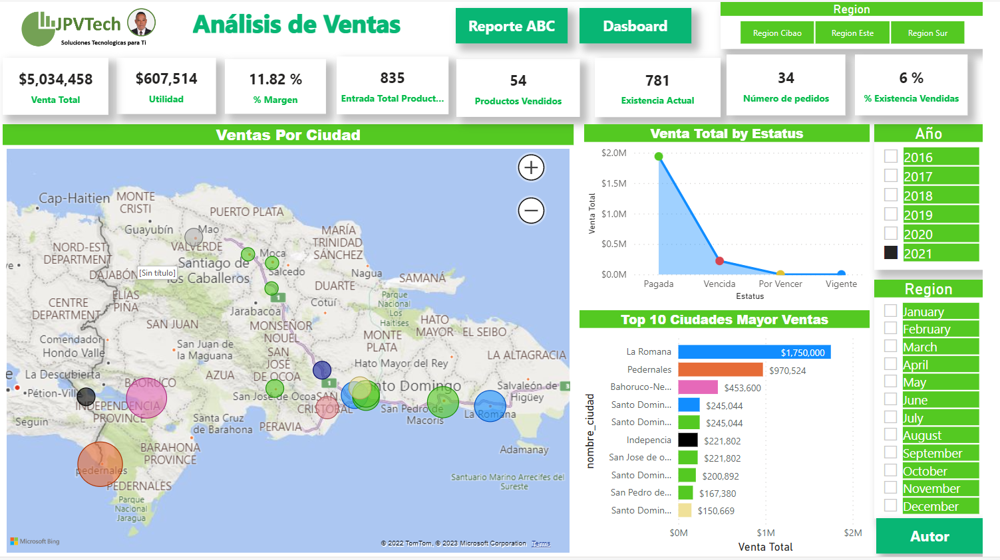 JPVTech
Soluciones Tecnologicas para Ti
Análisis de Ventas
Reporte ABC
Dasboard
Region
Region Cibao
Region Este
Region Sur
$5,034,458
Venta Total
$607,514
Utilidad
11.82 %
% Margen
835
Entrada Total Product...
54
Productos Vendidos
781
Existencia Actual
34
Número de pedidos
6 %
% Existencia Vendidas
Ventas Por Ciudad
Cap-Haitien
MONTE
CRISTI
PUERTO PLATA
Guayubín
Mao
VALVERDE
MARÍA
TRINIDAD
SÁNCHEZ
NORD-EST
DEPARTMENT
Moca
Santiago de
los Caballeros
Salcedo
[Sin título]
DAJABÓN
Nagua
SAMANÁ
DUARTE
ELÍAS
PIÑA
1
Parque
Nacional
Los
Haitises
CENTRE
DEPARTMENT
Cotuí
Jarabacoa
SAN JUAN
MONSEÑOR
NOUEL
HATO
MAYOR
EL SEIBO
MONTE
PLATA
Comendador
Hondo Valle
San Juan de
la Maguana
SAN
JOSÉ
DE OCOA
LA ALTAGRACIA
Hato Mayor del Rey
La Descubierta
AZUA
BAORUCO
1
Santo Domingo
Salvaleón de
Higüey
3
Pétion-Ville
INDEPENDENCIA
PROVINCE
San José de Ocoa
SAN
CRISTÓBAL
San Pedro de
Macorís
La Romana
Seguin
Santa Cruz
de Barahona
PERAVIA
BARAHONA
PROVINCE
Adamanay
pedernales
PEDERNALES
Santuario Marino Arrecifes del
Sureste
Parque
Nacional
Jaragua
Microsoft Bing
© 2022 TomTom, © 2023 Microsoft Corporation Terms
Venta Total by Estatus
$2.0M
$1.5M
$1.0M
$0.5M
$0.0M
Venta Total
Pagada
Vencida
Por Vencer
Vigente
Estatus
Top 10 Ciudades Mayor Ventas
nombre_ciudad
La Romana $1,750,000
Pedernales $970,524
Bahoruco-Ne... $453,600
Santo Domin... $245,044
Santo Domin... $245,044
Indepencia $221,802
San Jose de o... $221,802
Santo Domin... $200,892
San Pedro de... $167,380
Santo Domin... $150,669
$0M
$1M
$2M
Venta Total
Año
2016
2017
2018
2019
2020
2021
Region
January
February
March
April
May
June
July
August
September
October
November
December
Autor